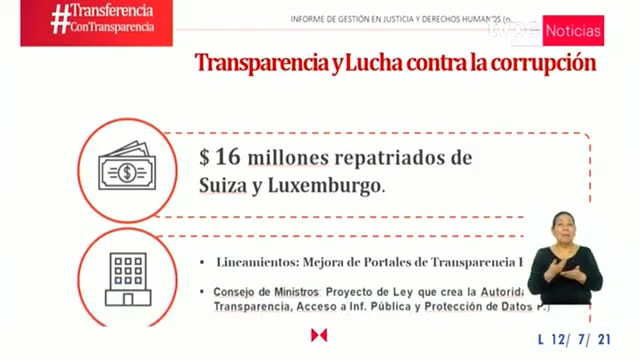 #Transferencia
ConTransparencia
INFORME DE GESTIÓN EN JUSTICIA Y DERECHOS HUMANOS
tvpe Noticias
Transparencia y Lucha contra la corrupción
$ 16 millones repatriados de
Suiza y Luxemburgo.
• Lineamientos: Mejora de Portales de Transparencia
• Consejo de Ministros Proyecto de Ley que crea la Autorida
Transparencia, Acceso a Inf. Pública y Protección de Datos P.)
L 12/ 7/ 21